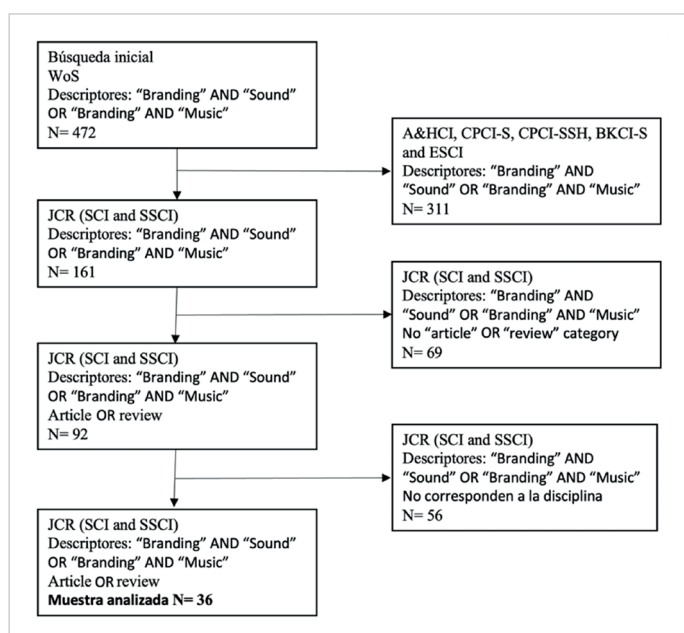 Búsqueda inicial
WoS
Descriptores: “Branding” AND “Sound”
OR “Branding” AND “Music”
N= 472
A&HCI, CPCI-S, CPCI-SSH, BKCI-S
and ESCI
Descriptores: “Branding” AND
“Sound” OR “Branding” AND “Music”
N= 311
JCR (SCI and SSCI)
Descriptores: “Branding” AND “Sound”
OR “Branding” AND “Music”
N= 161
JCR (SCI and SSCI)
Descriptores: “Branding” AND
“Sound” OR “Branding” AND “Music”
No “article” OR “review” category
N= 69
JCR (SCI and SSCI)
Descriptores: “Branding” AND “Sound”
OR “Branding” AND “Music”
Article OR review
N= 92
JCR (SCI and SSCI)
Descriptores: “Branding” AND
“Sound” OR “Branding” AND “Music”
No corresponden a la disciplina
N= 56
JCR (SCI and SSCI)
Descriptores: “Branding” AND “Sound”
OR “Branding” AND “Music”
Article OR review
Muestra analizada N= 36